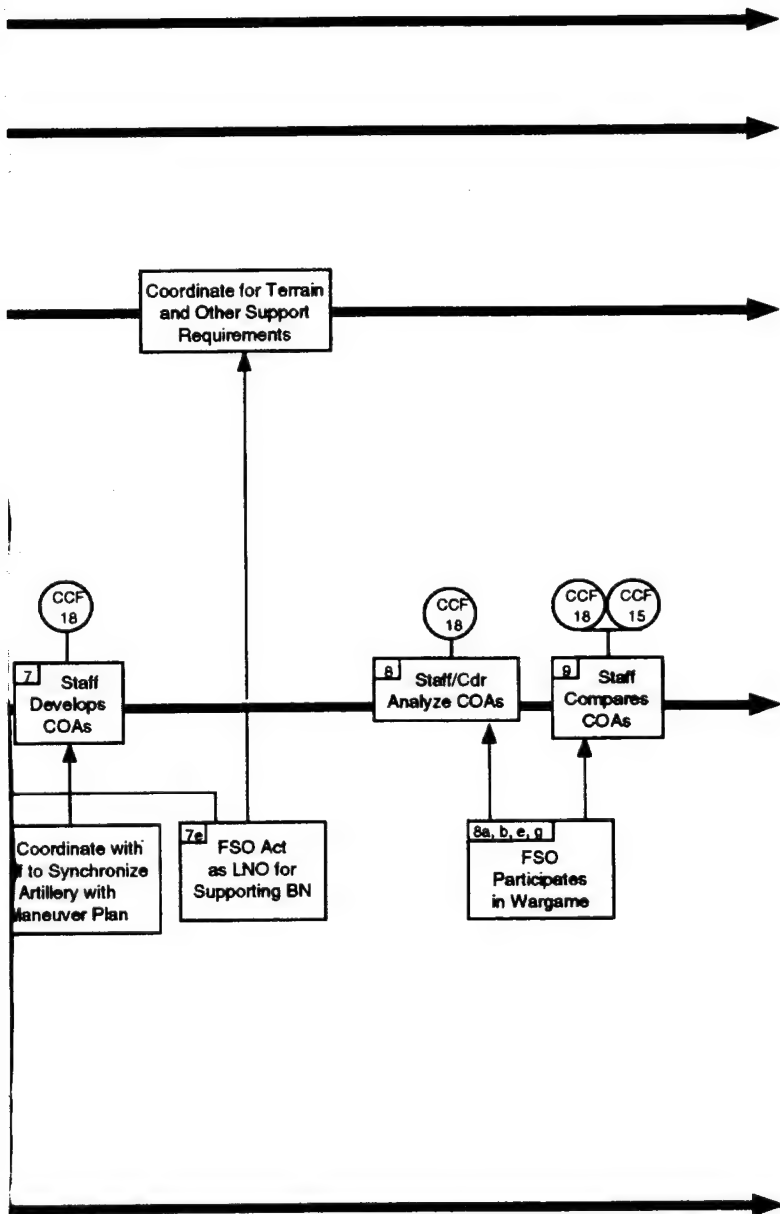 Coordinate for Terrain
and Other Support
Requirements
CCF
18
CCF
18
CCF
18
CCF
15
7
Staff
Develops
COAs
8
Staff/Cdr
Analyze COAs
9
Staff
Compares
COAs
Coordinate with
to Synchronize
Artillery with
Maneuver Plan
7e
FSO Act
as LNO for
Supporting BN
8a, b, e, g
FSO
Participates
in Wargame